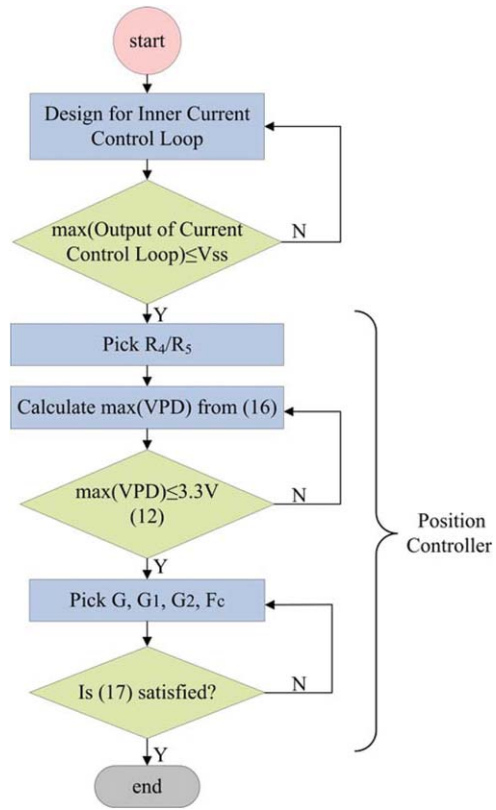 start
Design for Inner Current
Control Loop
max(Output of Current
Control Loop)≤Vss
N
Y
Pick R₄/R₅
Calculate max(VPD) from (16)
max(VPD)≤3.3V
(12)
N
Y
Pick G, G1, G2, Fc
Is (17) satisfied?
N
Y
end
Position
Controller